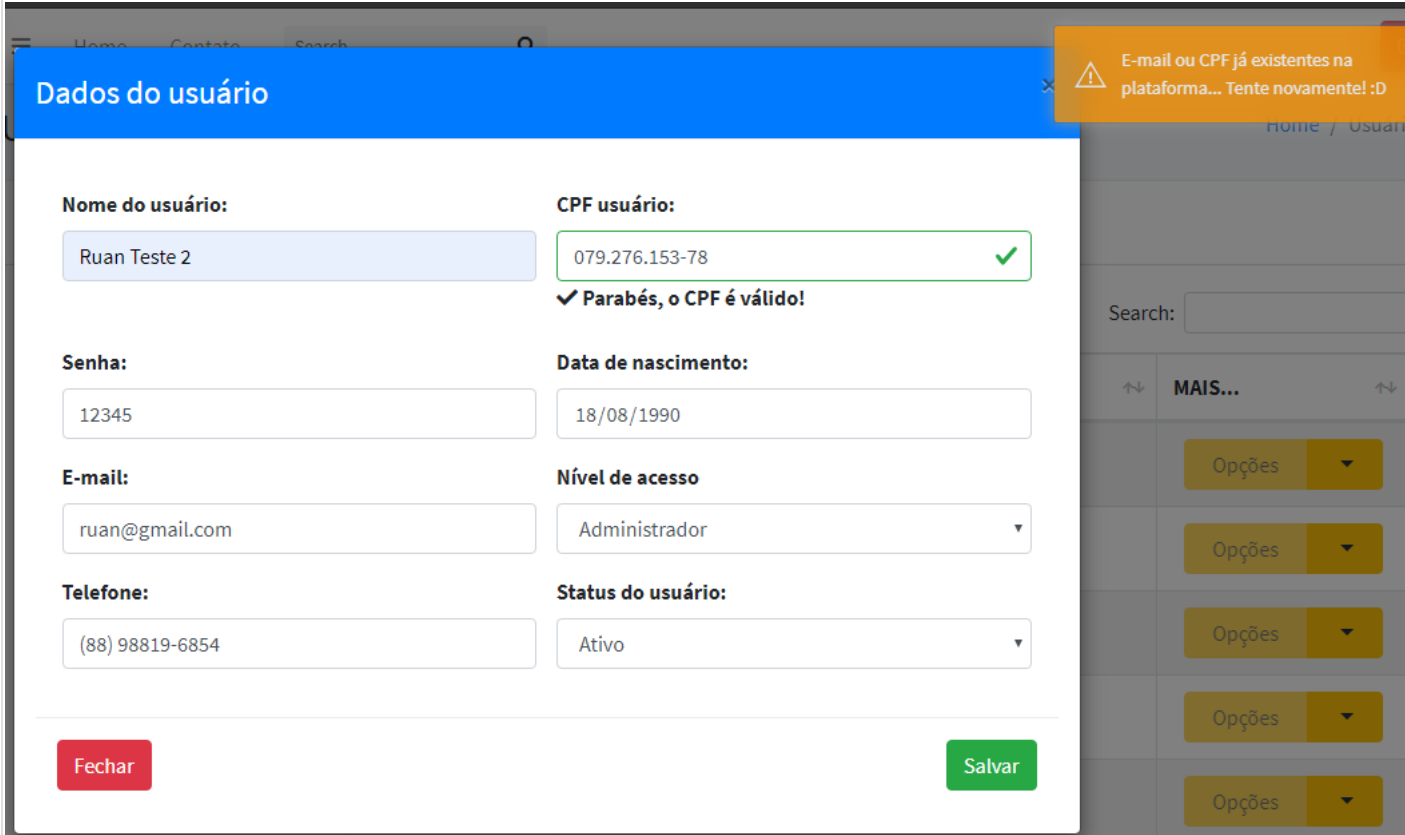 Home Contato Search
E-mail ou CPF já existentes na
plataforma... Tente novamente! :D
Dados do usuário
×
Home / Usuári
Nome do usuário:
CPF usuário:
Ruan Teste 2
079.276.153-78
Parabés, o CPF é válido!
Search:
Senha:
Data de nascimento:
12345
18/08/1990
MAIS...
E-mail:
Nível de acesso
ruan@gmail.com
Administrador
Opções
Opções
Telefone:
Status do usuário:
(88) 98819-6854
Ativo
Opções
Opções
Fechar
Salvar
Opções